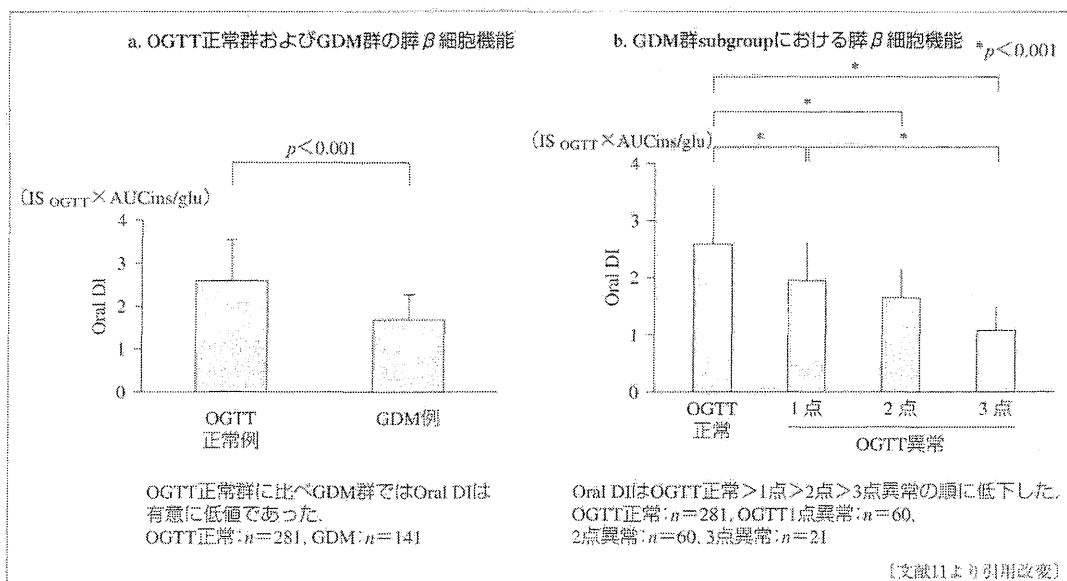 a. OGTT正常群およびGDM群の膵β細胞機能
p<0.001
(IS OGTT×AUCins/glu)
Oral DI
4
3
2
1
0
OGTT
正常例
GDM例
OGTT正常群に比べGDM群ではOral DIは
有意に低値であった.
OGTT正常:n=281, GDM:n=141
b. GDM群subgroupにおける膵β細胞機能
*p<0.001
*
*
*
*
(IS OGTT×AUCins/glu)
Oral DI
4
3
2
1
0
OGTT
正常
1点
2点
3点
OGTT異常
Oral DIはOGTT正常>1点>2点>3点異常の順に低下した.
OGTT正常:n=281, OGTT1点異常:n=60,
2点異常:n=60, 3点異常:n=21
〔文献11より引用改変〕